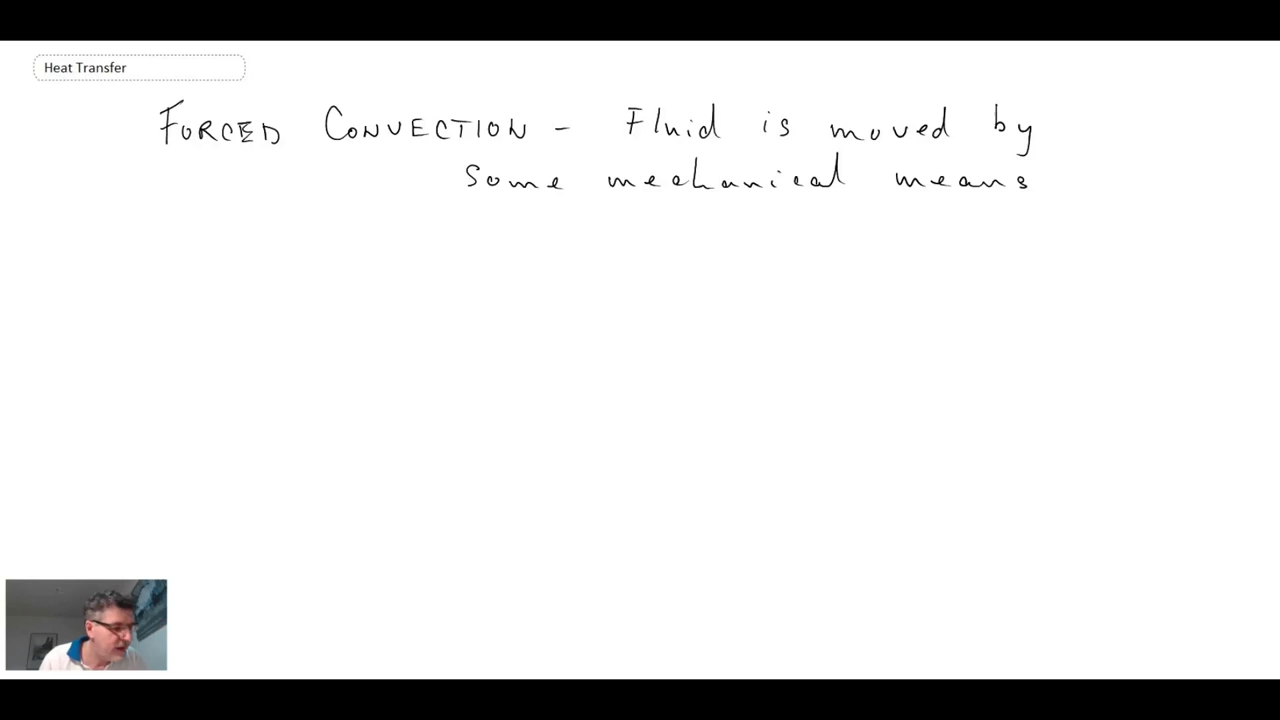 Heat Transfer
FORCED CONVECTION - Fluid is moved by
some mechanical means